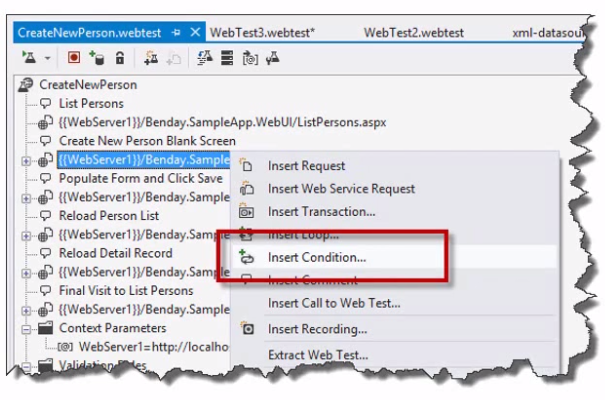 CreateNewPerson.webtest WebTest3.webtest* WebTest2.webtest xml-datasou
CreateNewPerson
List Persons
{{WebServer1}}/Benday.SampleApp.WebUI/ListPersons.aspx
Create New Person Blank Screen
{{WebServer1}}/Benday.Sample
Populate Form and Click Save
{{WebServer1}}/Benday.Sample
Reload Person List
{{WebServer1}}/Benday.Sample
Reload Detail Record
{{WebServer1}}/Benday.Sample
Final Visit to List Persons
{{WebServer1}}/Benday.Sample
Context Parameters
WebServer1=http://localho
Validation Rules
Insert Request
Insert Web Service Request
Insert Transaction...
Insert Loop...
Insert Condition...
Insert Comment
Insert Call to Web Test...
Insert Recording...
Extract Web Test...